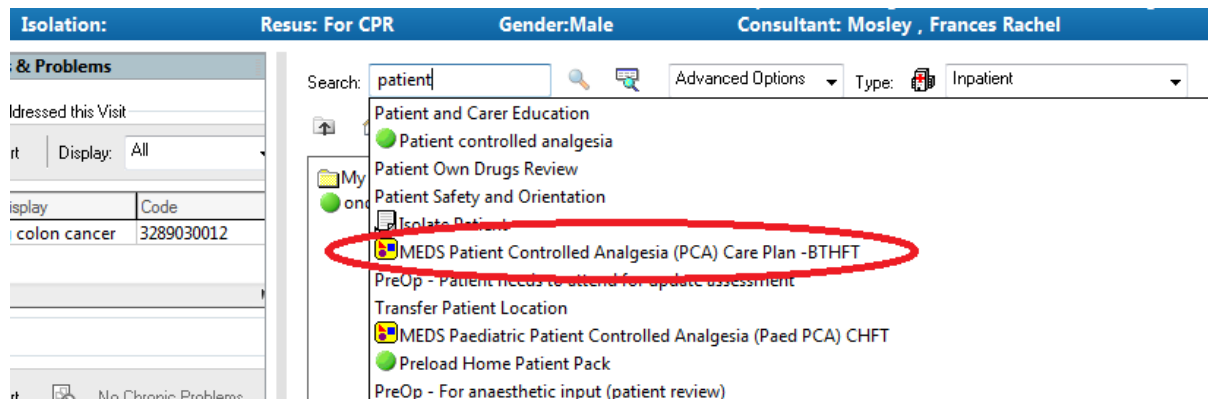 Isolation: Resus: For CPR Gender:Male Consultant: Mosley , Frances Rachel
& Problems
ldressed this Visit
rt Display: All
isplay Code
colon cancer 3289030012
No Chronic Problems
Search: patient Advanced Options Type: Inpatient
Patient and Carer Education
Patient controlled analgesia
Patient Own Drugs Review
My
Patient Safety and Orientation
Isolate Patient
MEDS Patient Controlled Analgesia (PCA) Care Plan -BTHFT
PreOp - Patient needs to attend for update assessment
Transfer Patient Location
MEDS Paediatric Patient Controlled Analgesia (Paed PCA) CHFT
Preload Home Patient Pack
PreOp - For anaesthetic input (patient review)